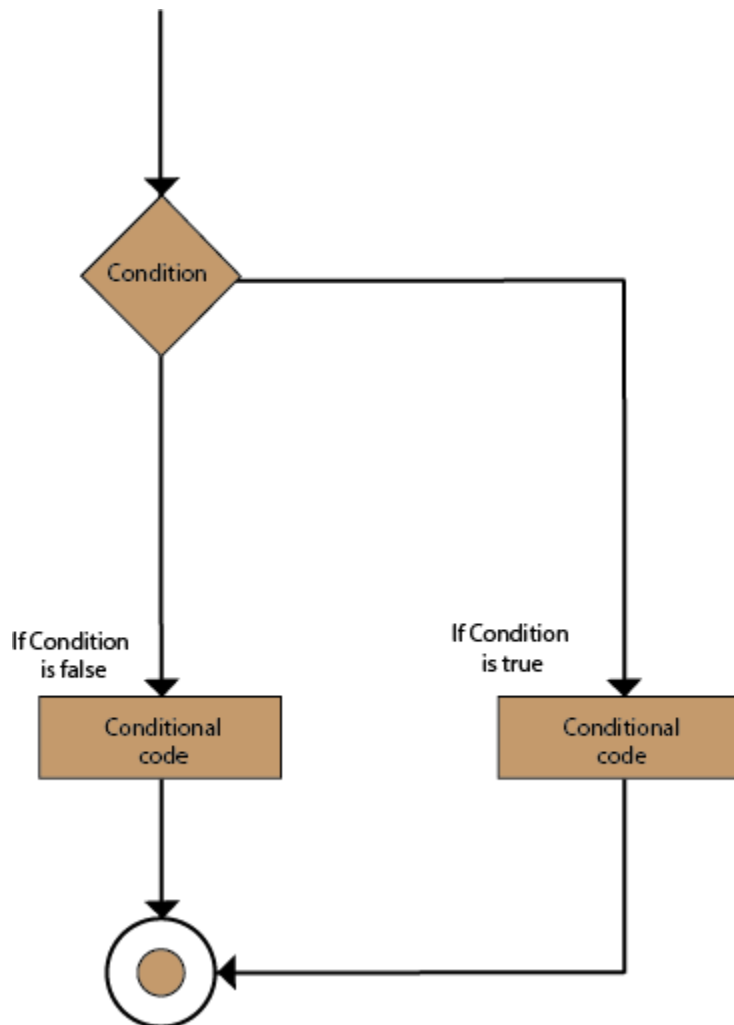 Condition
If Condition
is false
If Condition
is true
Conditional
code
Conditional
code